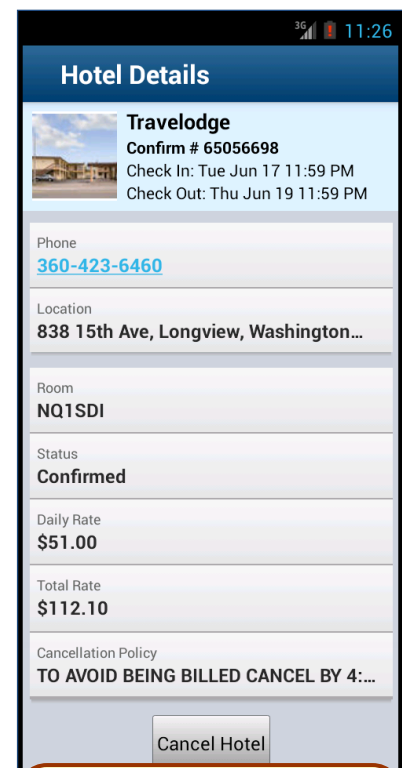 3G 11:26
Hotel Details
Travelodge
Confirm # 65056698
Check In: Tue Jun 17 11:59 PM
Check Out: Thu Jun 19 11:59 PM
Phone
360-423-6460
Location
838 15th Ave, Longview, Washington...
Room
NQ1SDI
Status
Confirmed
Daily Rate
$51.00
Total Rate
$112.10
Cancellation Policy
TO AVOID BEING BILLED CANCEL BY 4:...
Cancel Hotel